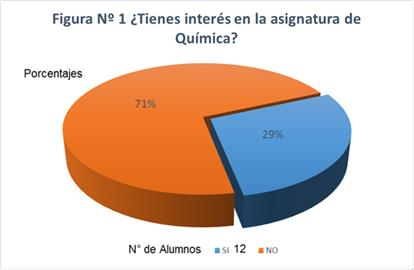 Figura Nº 1 ¿Tienes interés en la asignatura de
Química?
Porcentajes
71%
29%
N° de Alumnos SI 12 NO